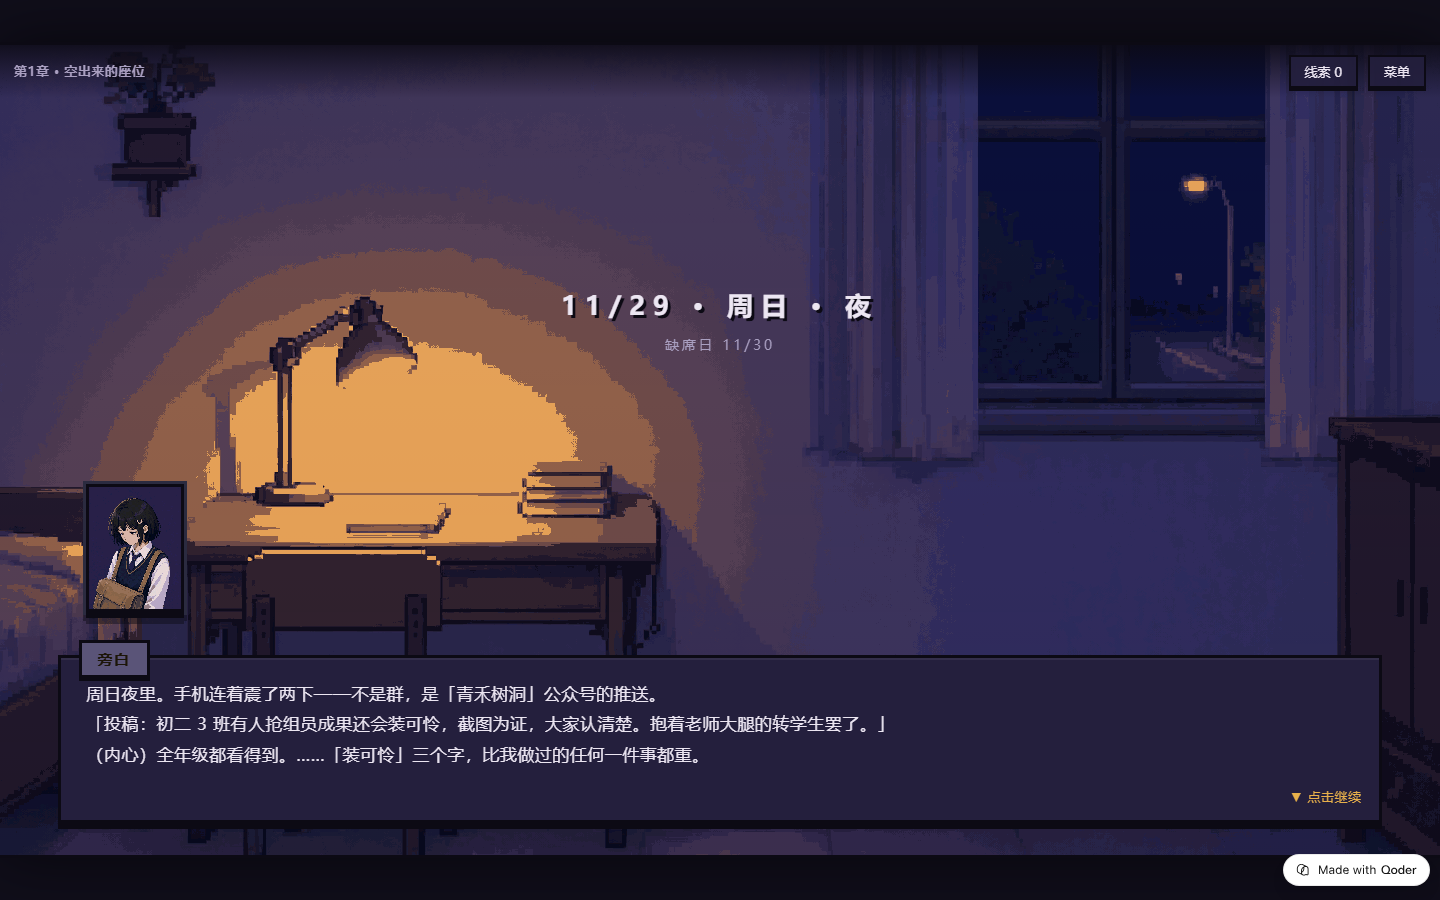 第1章 • 空出来的座位
线索 0
菜单
11/29 • 周日 • 夜
缺席日 11/30
旁白
周日夜里。手机连着震了两下——不是群，是「青禾树洞」公众号的推送。
「投稿：初二 3 班有人抢组员成果还会装可怜，截图为证，大家认清楚。抱着老师大腿的转学生罢了。」
（内心）全年级都看得到。……「装可怜」三个字，比我做过的任何一件事都重。
▼ 点击继续
Made with Qoder